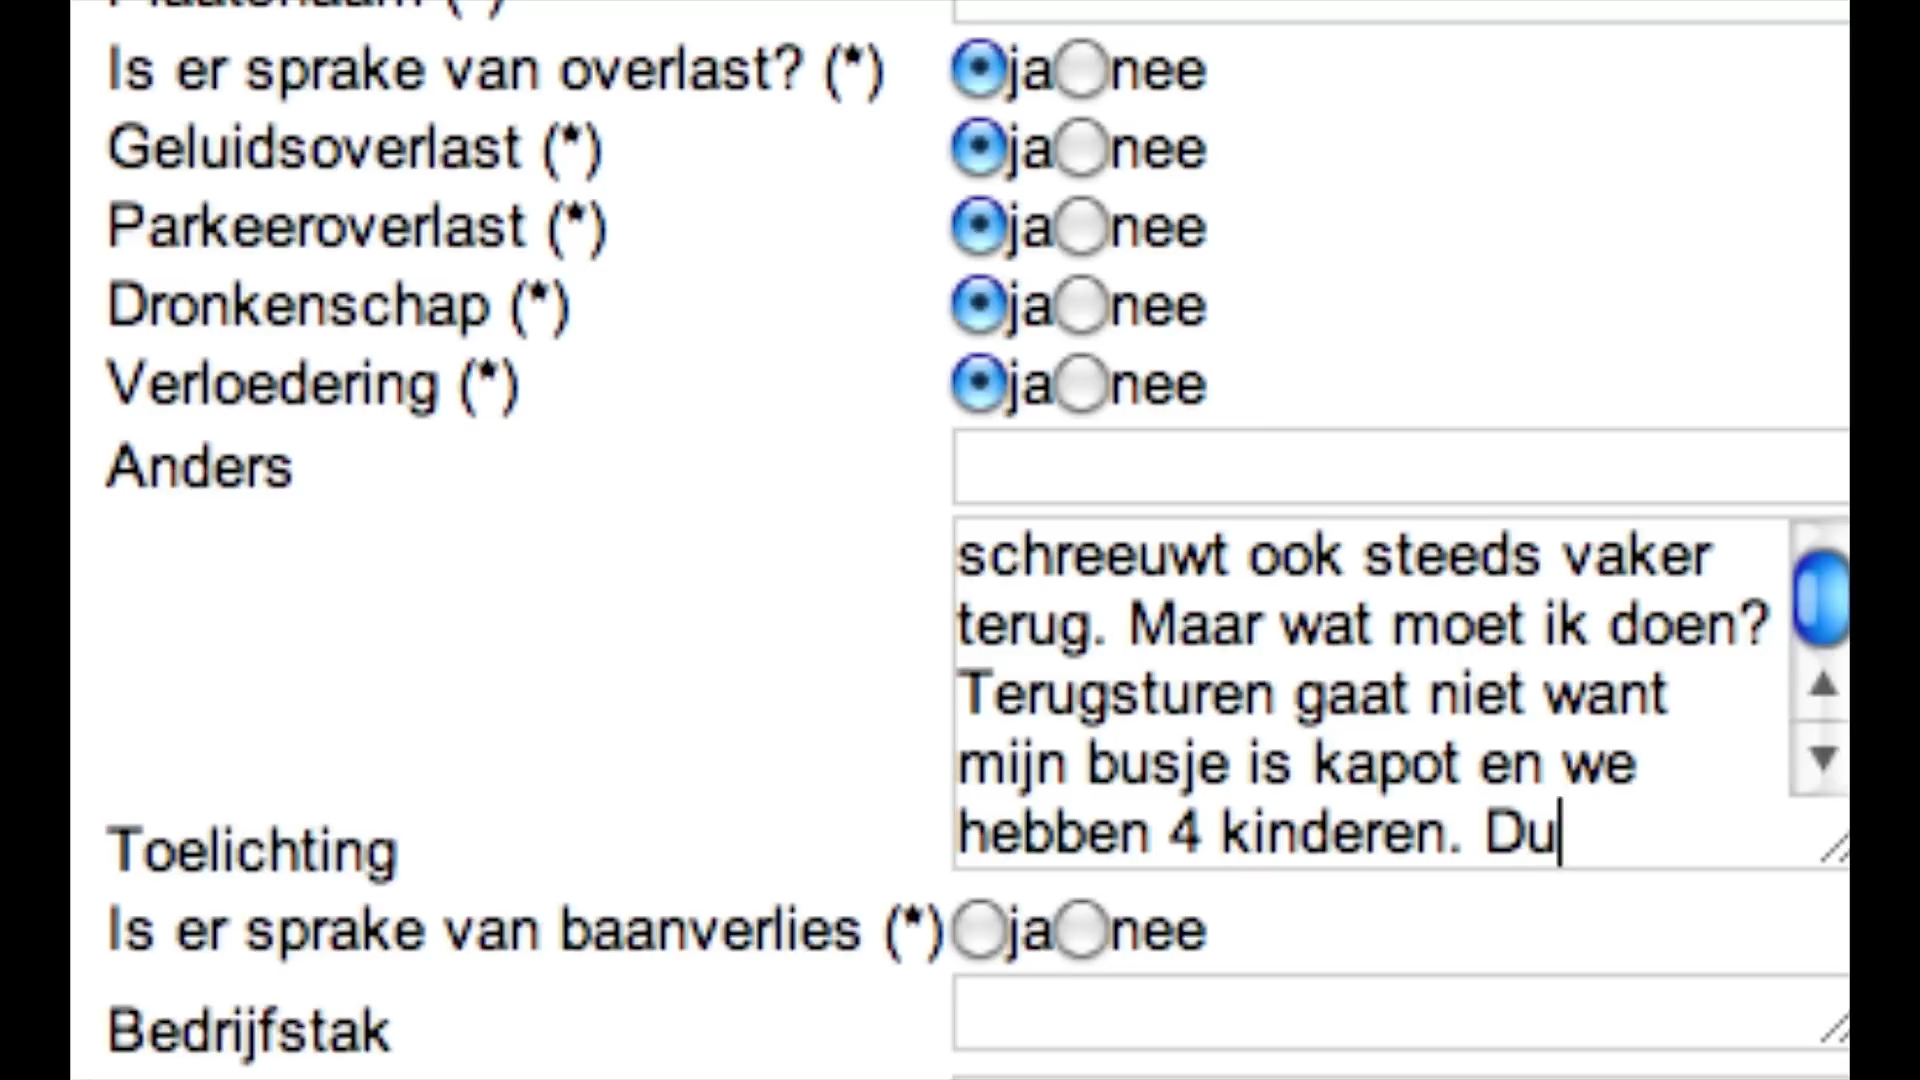 Is er sprake van overlast? (*) ja nee
Geluidsoverlast (*) ja nee
Parkeeroverlast (*) ja nee
Dronkenschap (*) ja nee
Verloedering (*) ja nee
Anders
schreeuwt ook steeds vaker
terug. Maar wat moet ik doen?
Terugsturen gaat niet want
mijn busje is kapot en we
hebben 4 kinderen. Du
Toelichting
Is er sprake van baanverlies (*) ja nee
Bedrijfstak